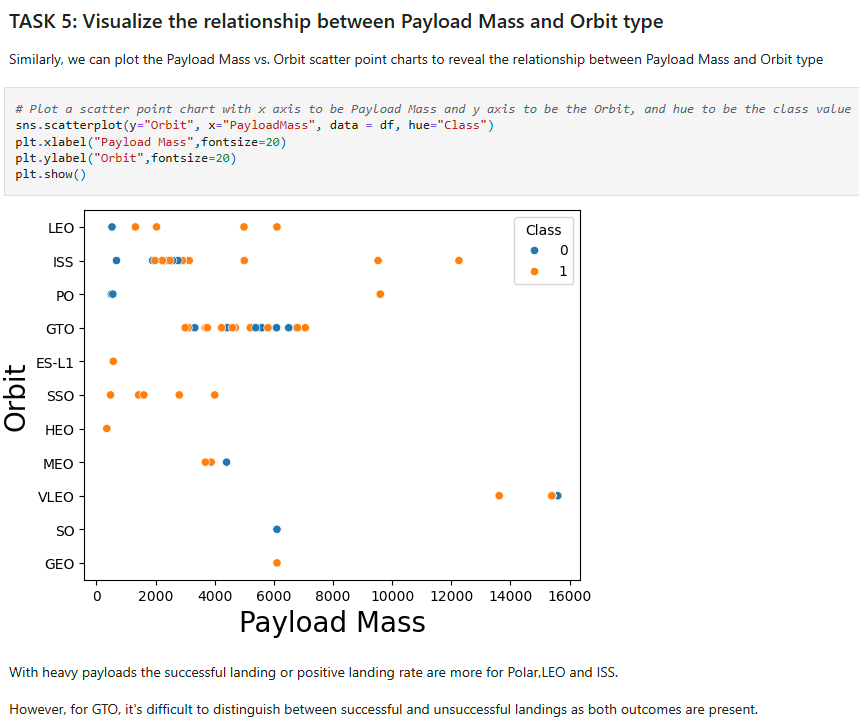 TASK 5: Visualize the relationship between Payload Mass and Orbit type
Similarly, we can plot the Payload Mass vs. Orbit scatter point charts to reveal the relationship between Payload Mass and Orbit type
# Plot a scatter point chart with x axis to be Payload Mass and y axis to be the Orbit, and hue to be the class value
sns.scatterplot(y="Orbit", x="PayloadMass", data = df, hue="Class")
plt.xlabel("Payload Mass",fontsize=20)
plt.ylabel("Orbit",fontsize=20)
plt.show()
Class
0
1
LEO
ISS
PO
GTO
ES-L1
SSO
HEO
MEO
VLEO
SO
GEO
Orbit
0 2000 4000 6000 8000 10000 12000 14000 16000
Payload Mass
With heavy payloads the successful landing or positive landing rate are more for Polar,LEO and ISS.
However, for GTO, it's difficult to distinguish between successful and unsuccessful landings as both outcomes are present.